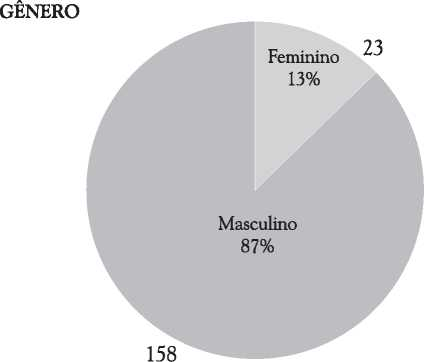 GÊNERO
23
Feminino
13%
Masculino
87%
158